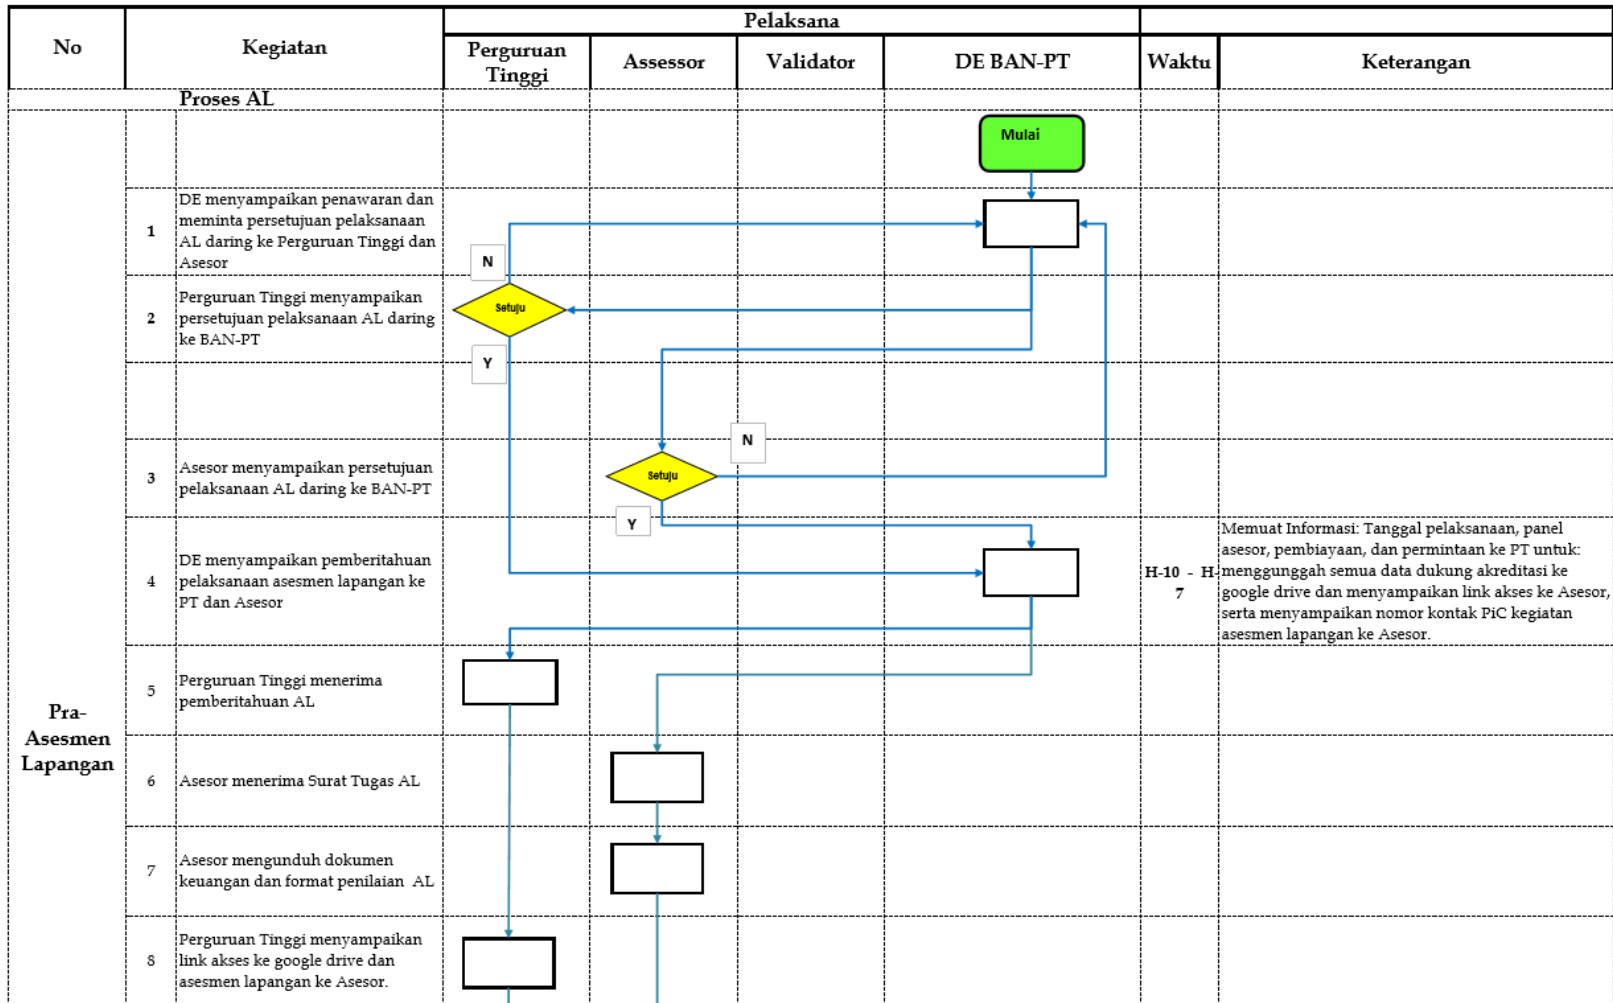 Pelaksana
No
Kegiatan
Perguruan
Tinggi
Assessor
Validator
DE BAN-PT
Waktu
Keterangan
Proses AL
Mulai
1
DE menyampaikan penawaran dan
meminta persetujuan pelaksanaan
AL daring ke Perguruan Tinggi dan
Asesor
N
2
Perguruan Tinggi menyampaikan
persetujuan pelaksanaan AL daring
ke BAN-PT
Setuju
Y
N
3
Asesor menyampaikan persetujuan
pelaksanaan AL daring ke BAN-PT
Setuju
Y
4
DE menyampaikan pemberitahuan
pelaksanaan asesmen lapangan ke
PT dan Asesor
H-10 - H-
7
Memuat Informasi: Tanggal pelaksanaan, panel
asesor, pembiayaan, dan permintaan ke PT untuk:
menggunggah semua data dukung akreditasi ke
google drive dan menyampaikan link akses ke Asesor,
serta menyampaikan nomor kontak PiC kegiatan
asesmen lapangan ke Asesor.
Pra-
Asesmen
Lapangan
5
Perguruan Tinggi menerima
pemberitahuan AL
6
Asesor menerima Surat Tugas AL
7
Asesor mengunduh dokumen
keuangan dan format penilaian AL
8
Perguruan Tinggi menyampaikan
link akses ke google drive dan
asesmen lapangan ke Asesor.